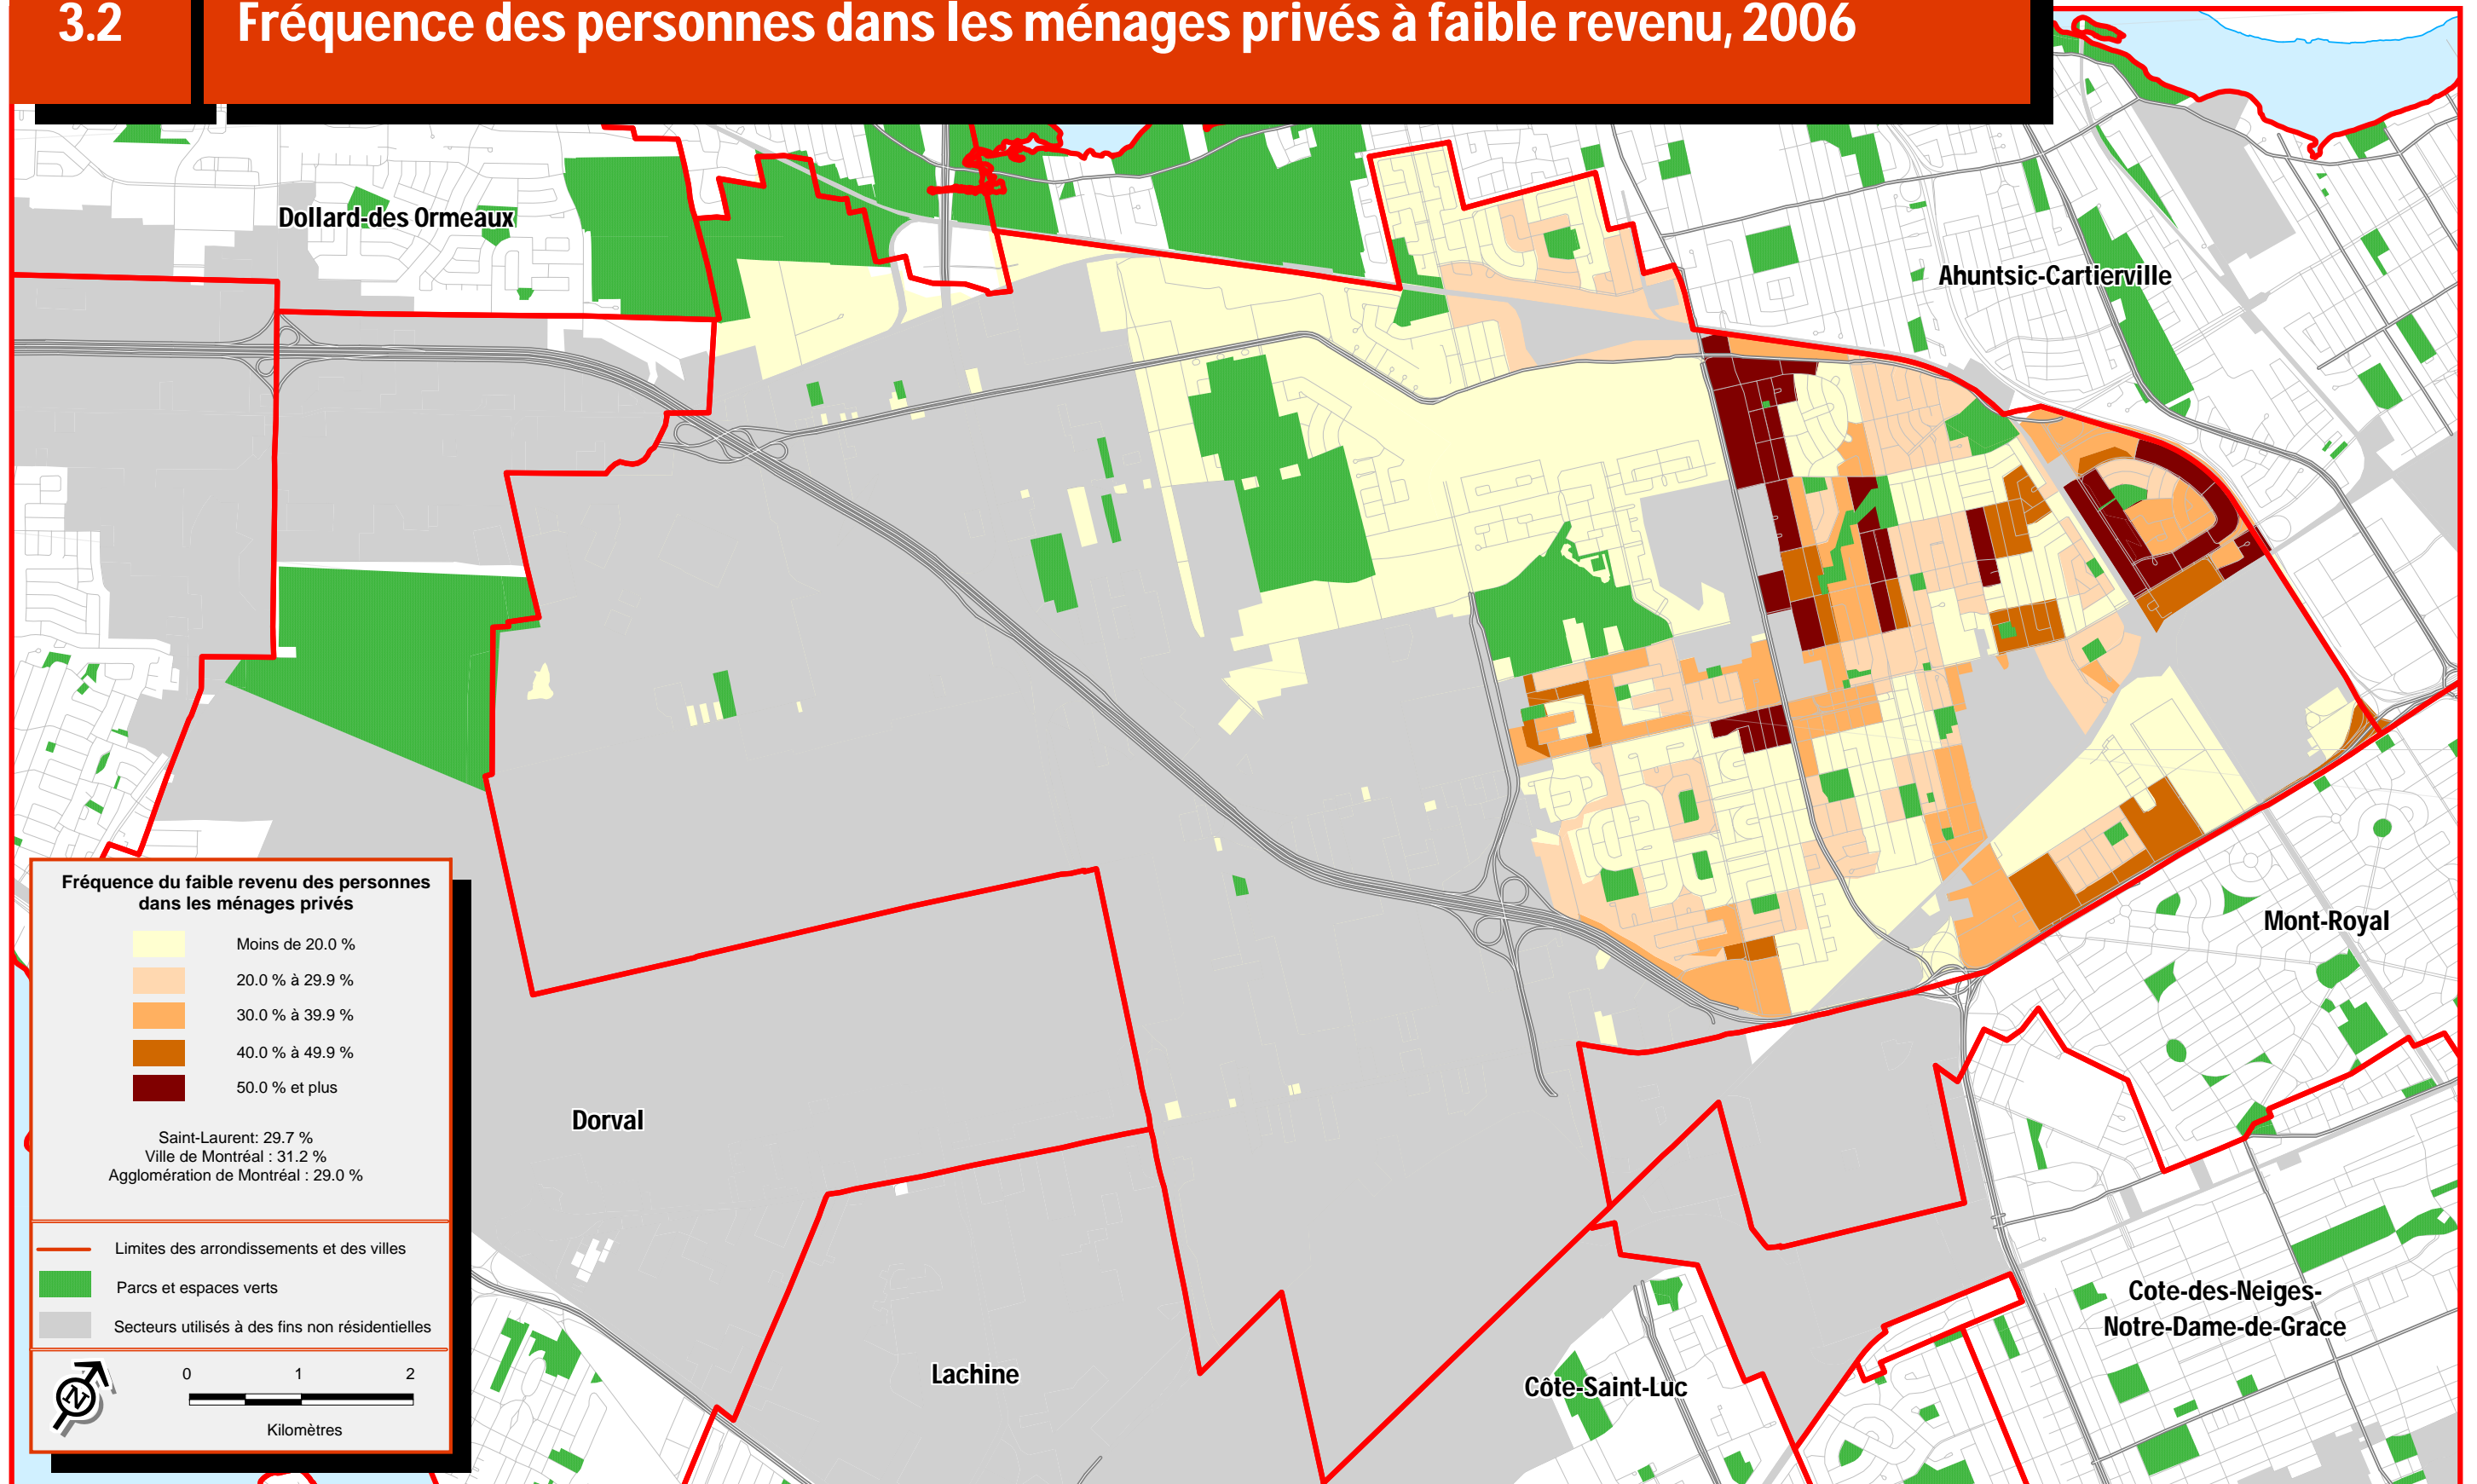 3.2
Fréquence des personnes dans les ménages privés à faible revenu, 2006
Dollard-des Ormeaux
Ahuntsic-Cartierville
Mont-Royal
Dorval
Lachine
Côte-Saint-Luc
Cote-des-Neiges-
Notre-Dame-de-Grace
Fréquence du faible revenu des personnes
dans les ménages privés
Moins de 20.0 %
20.0 % à 29.9 %
30.0 % à 39.9 %
40.0 % à 49.9 %
50.0 % et plus
Saint-Laurent: 29.7 %
Ville de Montréal : 31.2 %
Agglomération de Montréal : 29.0 %
Limites des arrondissements et des villes
Parcs et espaces verts
Secteurs utilisés à des fins non résidentielles
N
0 1 2
Kilomètres